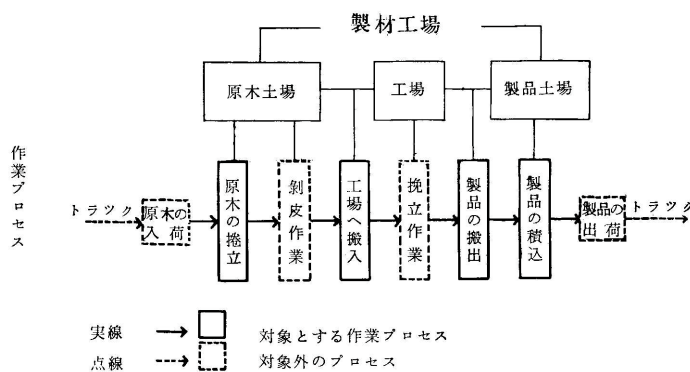 製材工場
原木土場
工場
製品土場
作業プロセス
トラック
原木の
入荷
原木の捲立
剝皮作業
工場へ搬入
挽立作業
製品の搬出
製品の積込
製品の
出荷
トラック
実線
対象とする作業プロセス
点線
対象外のプロセス